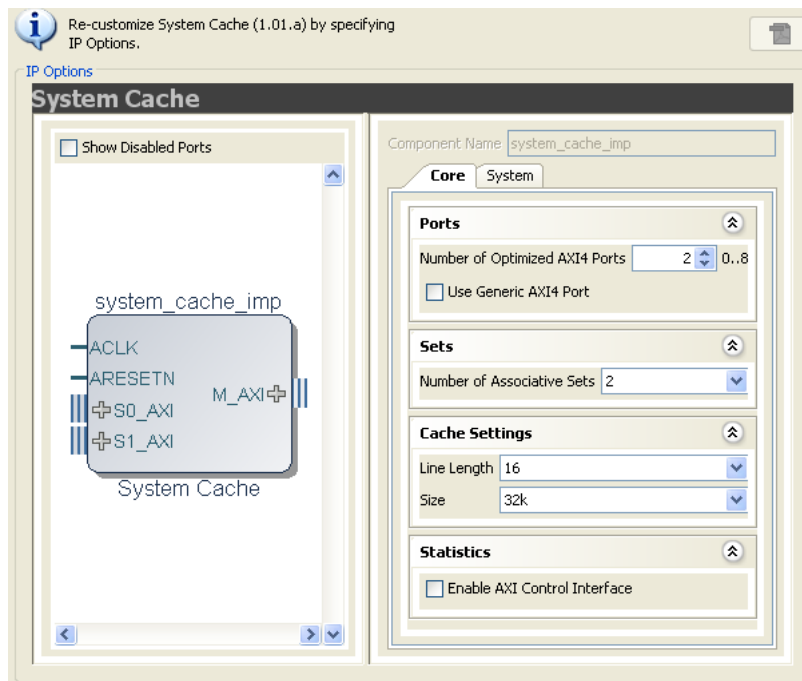 Re-customize System Cache (1.01.a) by specifying
IP Options.
IP Options
System Cache
Show Disabled Ports
system_cache_imp
ACLK
ARESETN
M_AXI
S0_AXI
S1_AXI
System Cache
Component Name system_cache_imp
Core System
Ports
Number of Optimized AXI4 Ports 2 0..8
Use Generic AXI4 Port
Sets
Number of Associative Sets 2
Cache Settings
Line Length 16
Size 32k
Statistics
Enable AXI Control Interface